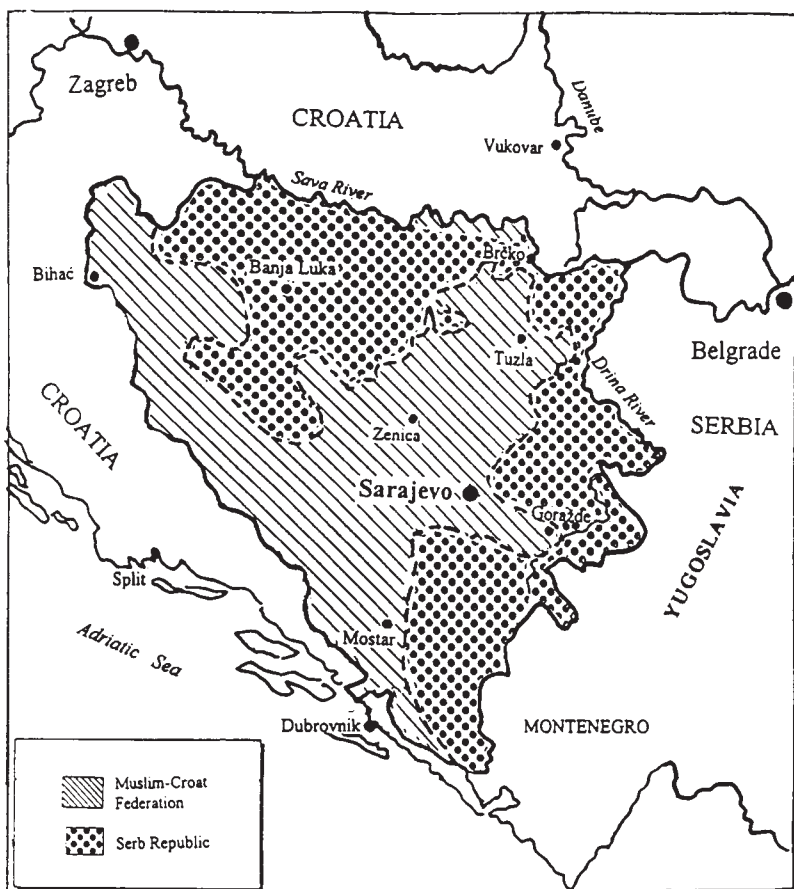 Zagreb
CROATIA
Danube
Vukovar
Sava River
Brčko
Bihać
Banja Luka
Tuzla
Belgrade
Drina River
CROATIA
Zenica
SERBIA
Sarajevo
Goražde
YUGOSLAVIA
Split
Mostar
Adriatic Sea
Dubrovnik
MONTENEGRO
Muslim-Croat
Federation
Serb Republic